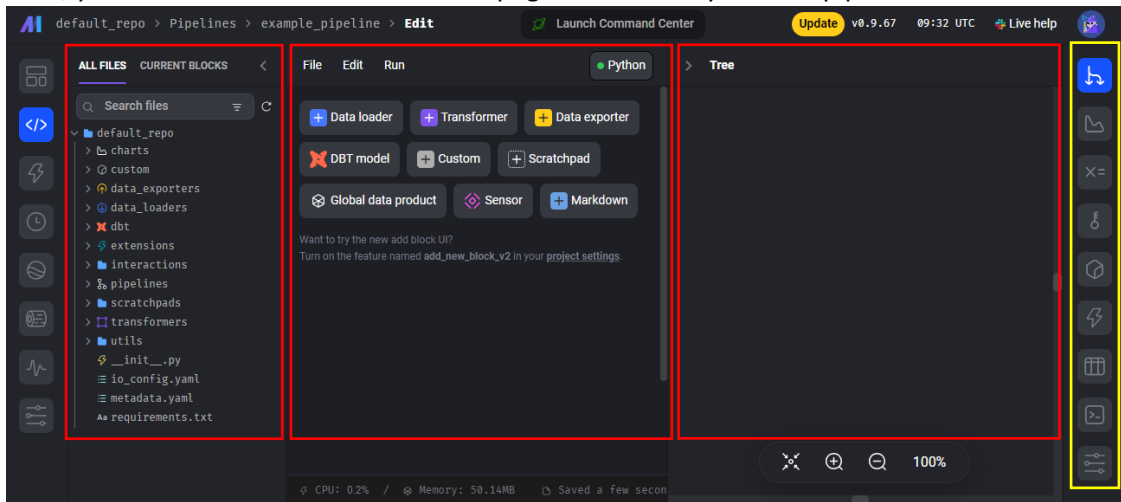 default_repo > Pipelines > example_pipeline > Edit
Launch Command Center
Update v0.9.67 09:32 UTC Live help
ALL FILES CURRENT BLOCKS
Search files
default_repo
charts
custom
data_exporters
data_loaders
dbt
extensions
interactions
pipelines
scratchpads
transformers
utils
__init__.py
io_config.yaml
metadata.yaml
Aa requirements.txt
File Edit Run Python
Data loader Transformer Data exporter
DBT model Custom Scratchpad
Global data product Sensor Markdown
Want to try the new add block UI?
Turn on the feature named add_new_block_v2 in your project settings.
CPU: 0.2% / Memory: 50.14MB Saved a few secon
Tree
X=
100%